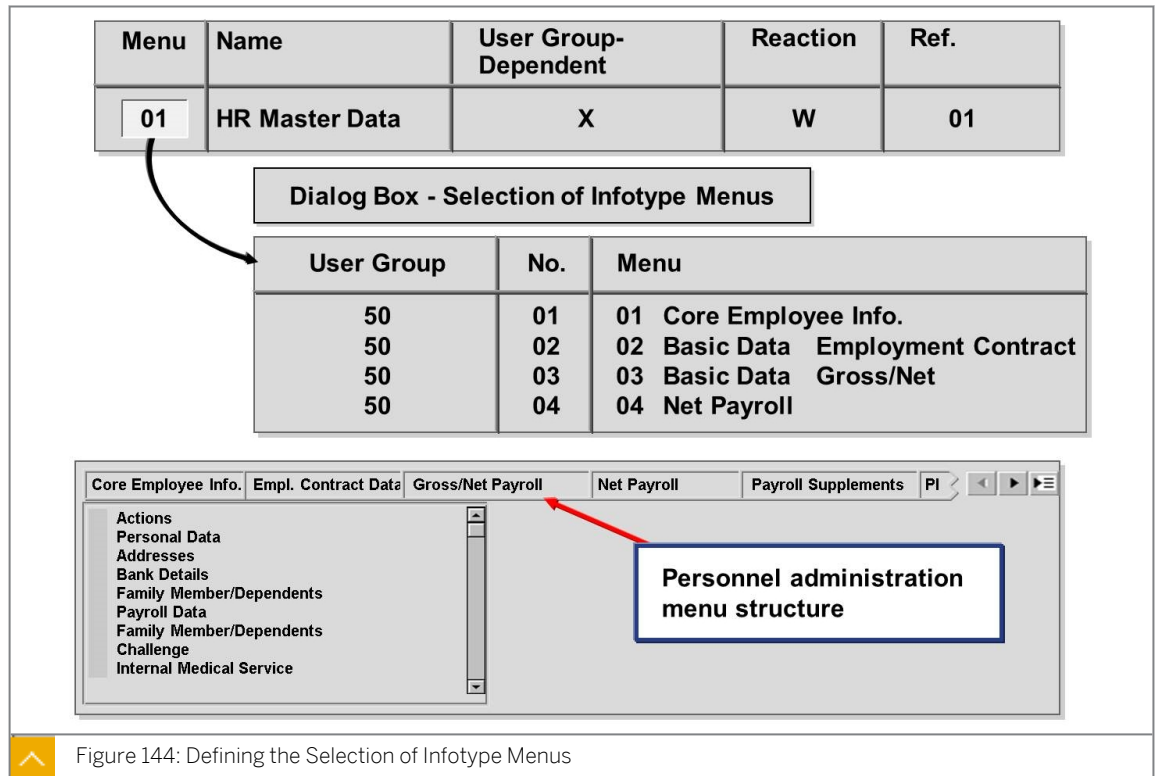 Menu Name User Group- Reaction Ref.
Dependent
01 HR Master Data X W 01
Dialog Box - Selection of Infotype Menus
User Group No. Menu
50 01 01 Core Employee Info.
50 02 02 Basic Data Employment Contract
50 03 03 Basic Data Gross/Net
50 04 04 Net Payroll
Core Employee Info. Empl. Contract Data Gross/Net Payroll Net Payroll Payroll Supplements Pl
Actions
Personal Data
Addresses
Bank Details
Family Member/Dependents
Payroll Data
Family Member/Dependents
Challenge
Internal Medical Service
Personnel administration
menu structure
Figure 144: Defining the Selection of Infotype Menus